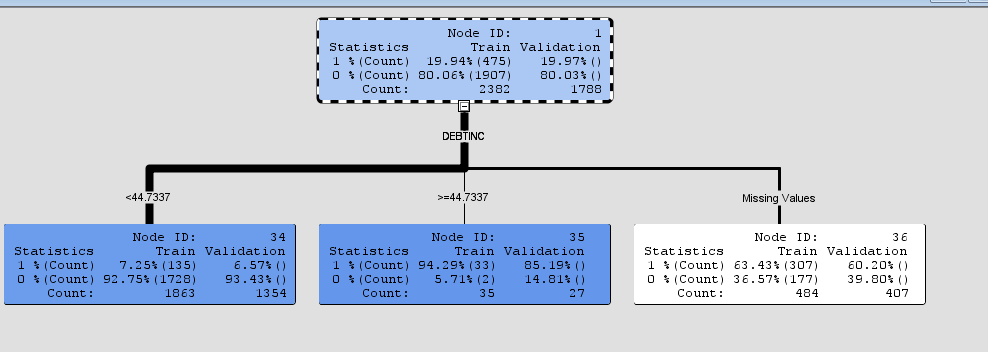 Node ID: 1
Statistics Train Validation
1 %(Count) 19.94%(475) 19.97%()
0 %(Count) 80.06%(1907) 80.03%()
Count: 2382 1788
DEBTINC
<44.7337
>=44.7337
Missing Values
Node ID: 34
Statistics Train Validation
1 %(Count) 7.25%(135) 6.57%()
0 %(Count) 92.75%(1728) 93.43%()
Count: 1863 1354
Node ID: 35
Statistics Train Validation
1 %(Count) 94.29%(33) 85.19%()
0 %(Count) 5.71%(2) 14.81%()
Count: 35 27
Node ID: 36
Statistics Train Validation
1 %(Count) 63.43%(307) 60.20%()
0 %(Count) 36.57%(177) 39.80%()
Count: 484 407